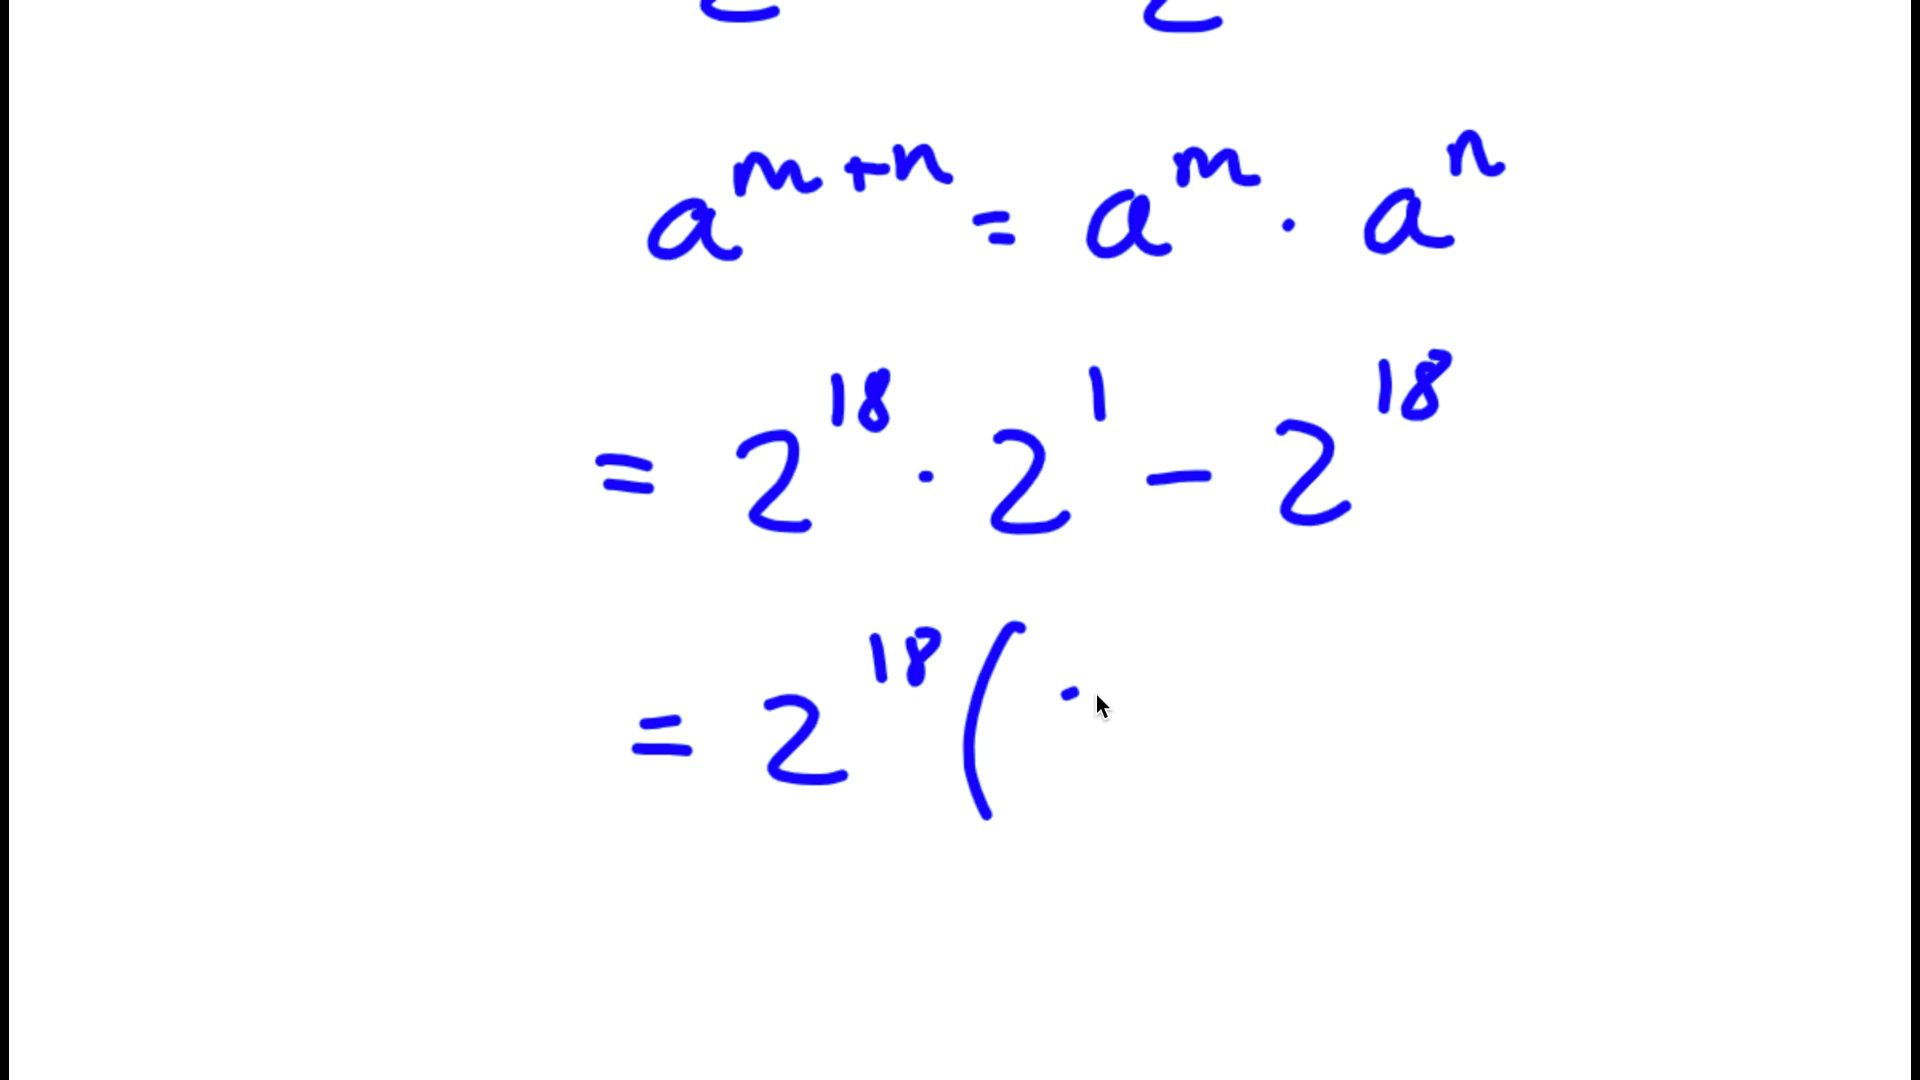 a^{m+n} = a^m · a^n
= 2^{18} · 2^1 - 2^{18}
= 2^{18} (